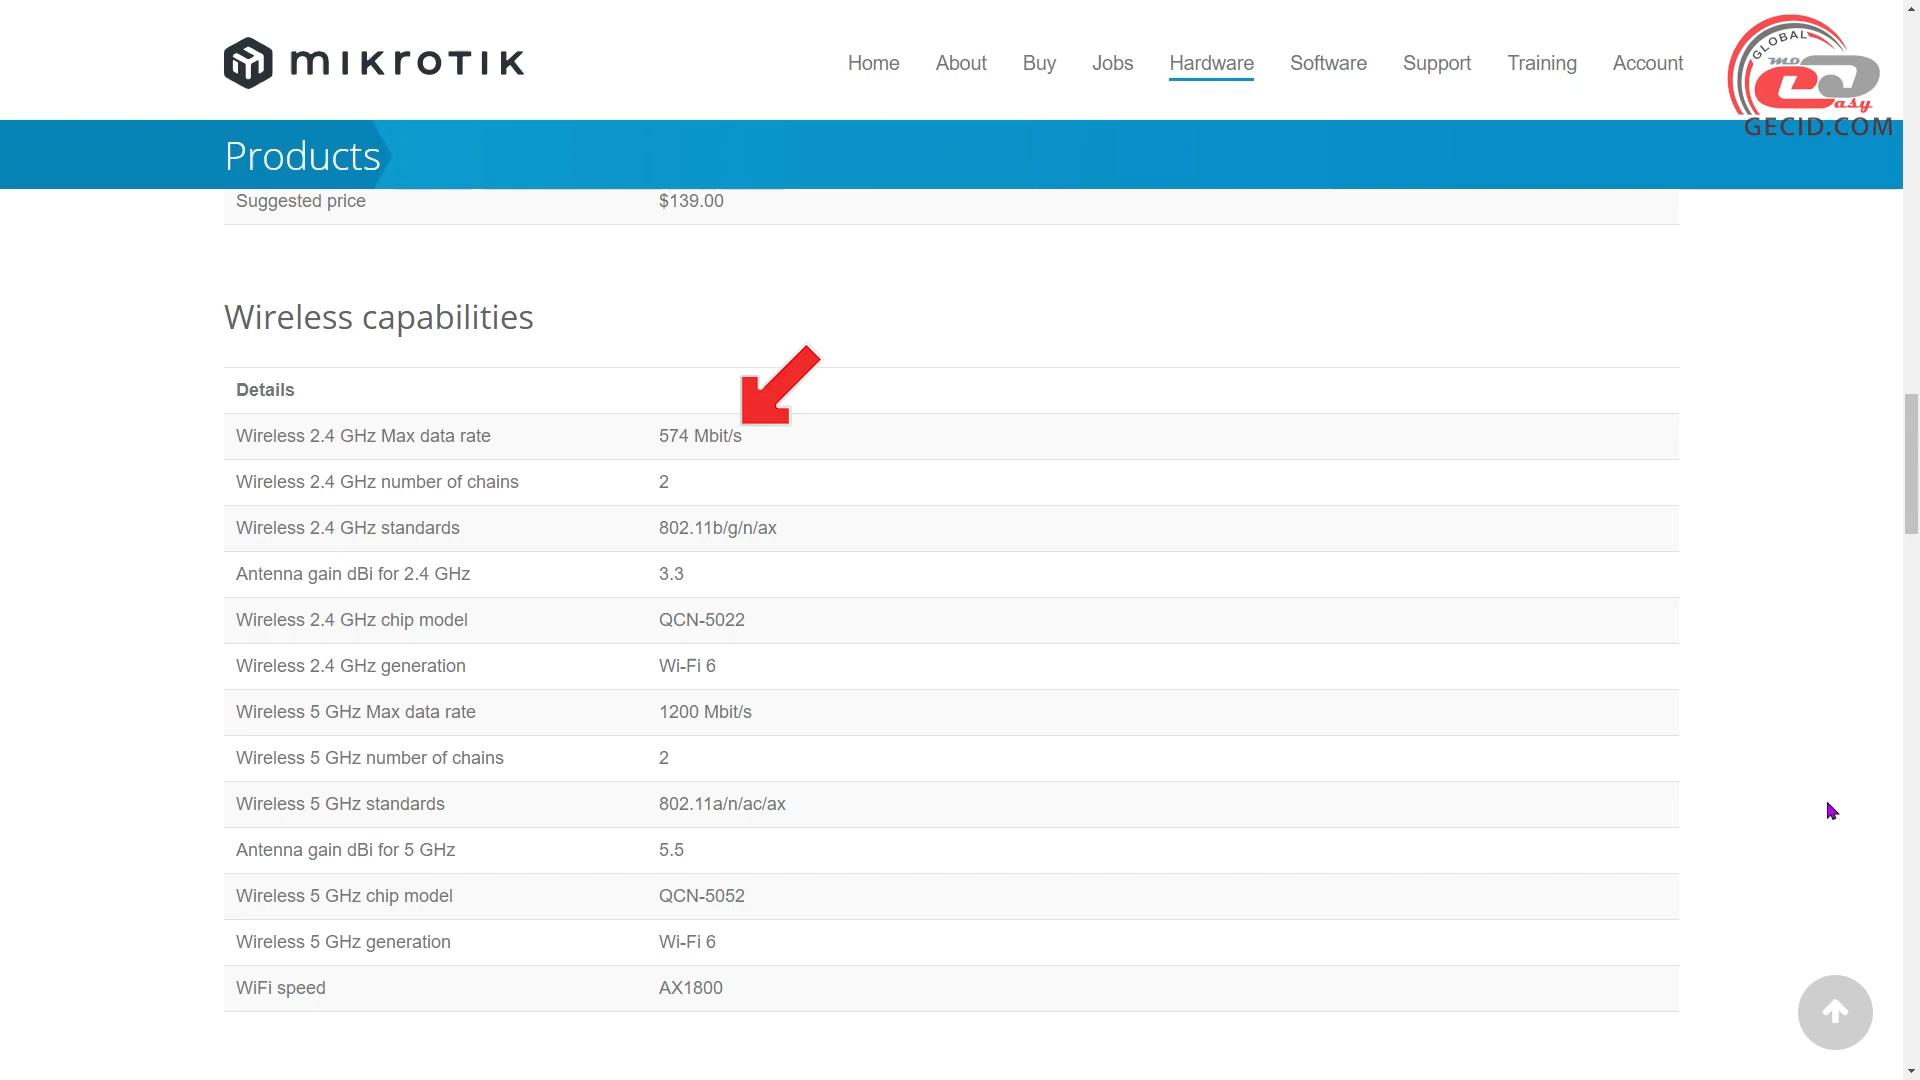 mikrotik
Home About Buy Jobs Hardware Software Support Training Account
GLOBAL
mo
asy
GECID.COM
Products
Suggested price $139.00
Wireless capabilities
Details
Wireless 2.4 GHz Max data rate 574 Mbit/s
Wireless 2.4 GHz number of chains 2
Wireless 2.4 GHz standards 802.11b/g/n/ax
Antenna gain dBi for 2.4 GHz 3.3
Wireless 2.4 GHz chip model QCN-5022
Wireless 2.4 GHz generation Wi-Fi 6
Wireless 5 GHz Max data rate 1200 Mbit/s
Wireless 5 GHz number of chains 2
Wireless 5 GHz standards 802.11a/n/ac/ax
Antenna gain dBi for 5 GHz 5.5
Wireless 5 GHz chip model QCN-5052
Wireless 5 GHz generation Wi-Fi 6
WiFi speed AX1800